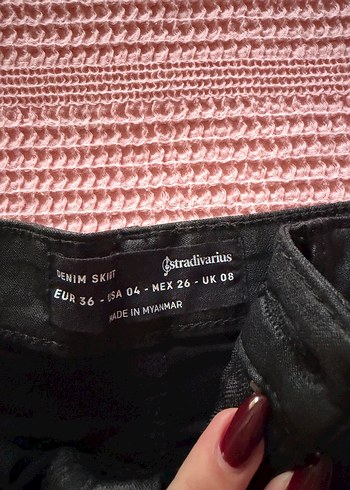 stradivarius
DENIM SKIRT
EUR 36 - USA 04 - MEX 26 - UK 08
MADE IN MYANMAR